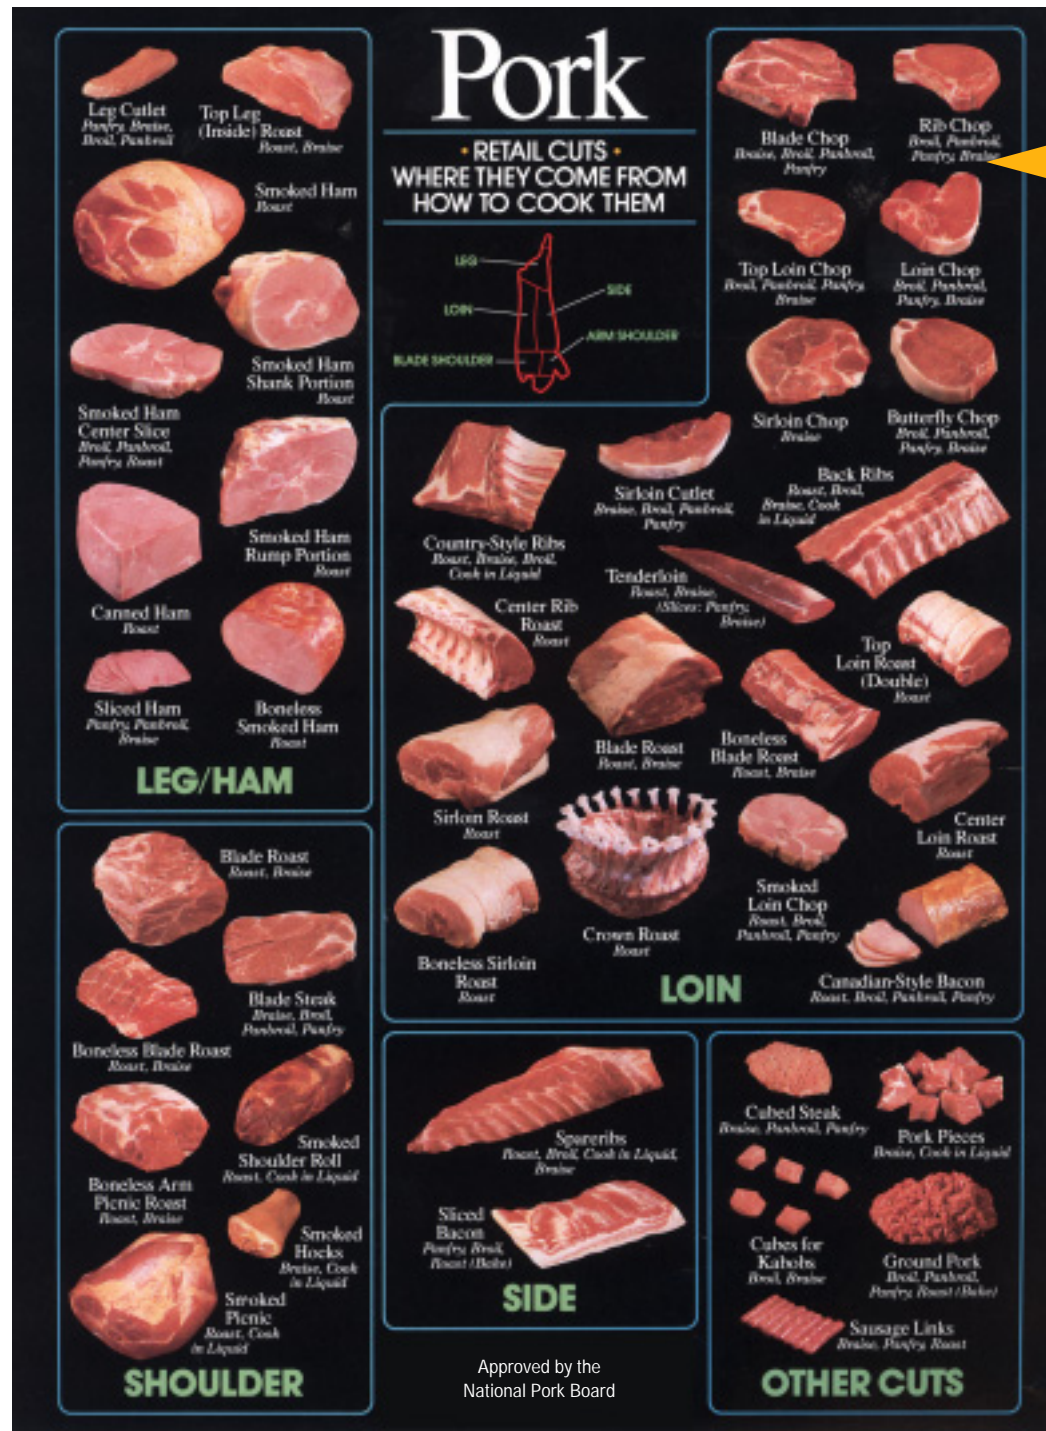 Pork
• RETAIL CUTS •
WHERE THEY COME FROM
HOW TO COOK THEM
LEG
SIDE
LOIN
ARM SHOULDER
BLADE SHOULDER
Leg Cutlet
Panfry, Braise,
Broil, Panbroil
Top Leg
(Inside) Roast
Roast, Braise
Smoked Ham
Roast
Smoked Ham
Shank Portion
Roast
Smoked Ham
Center Slice
Broil, Panbroil,
Panfry, Roast
Smoked Ham
Rump Portion
Roast
Canned Ham
Roast
Sliced Ham
Panfry, Panbroil,
Braise
Boneless
Smoked Ham
Roast
LEG/HAM
Blade Chop
Braise, Broil, Panbroil,
Panfry
Rib Chop
Broil, Panbroil,
Panfry, Braise
Top Loin Chop
Broil, Panbroil, Panfry,
Braise
Loin Chop
Broil, Panbroil,
Panfry, Braise
Sirloin Chop
Braise
Butterfly Chop
Broil, Panbroil,
Panfry, Braise
Country-Style Ribs
Roast, Braise, Broil,
Cook in Liquid
Sirloin Cutlet
Braise, Broil, Panbroil,
Panfry
Back Ribs
Roast, Broil,
Braise, Cook
in Liquid
Center Rib
Roast
Roast
Tenderloin
Roast, Braise,
(Slices: Panfry,
Braise)
Top
Loin Roast
(Double)
Roast
Blade Roast
Roast, Braise
Boneless
Blade Roast
Roast, Braise
Sirloin Roast
Roast
Center
Loin Roast
Roast
Smoked
Loin Chop
Roast, Broil,
Panbroil, Panfry
Crown Roast
Roast
Boneless Sirloin
Roast
Roast
Canadian-Style Bacon
Roast, Broil, Panbroil, Panfry
LOIN
Blade Roast
Roast, Braise
Blade Steak
Braise, Broil,
Panbroil, Panfry
Boneless Blade Roast
Roast, Braise
Smoked
Shoulder Roll
Roast, Cook in Liquid
Boneless Arm
Picnic Roast
Roast, Braise
Smoked
Hocks
Braise, Cook
in Liquid
Smoked
Picnic
Roast, Cook
in Liquid
SHOULDER
Spareribs
Roast, Broil, Cook in Liquid,
Braise
Sliced
Bacon
Panfry, Broil,
Roast (Bake)
SIDE
Cubed Steak
Braise, Panbroil, Panfry
Pork Pieces
Braise, Cook in Liquid
Cubes for
Kabobs
Broil, Braise
Ground Pork
Broil, Panbroil,
Panfry, Roast (Bake)
Sausage Links
Braise, Panfry, Roast
OTHER CUTS
Approved by the
National Pork Board